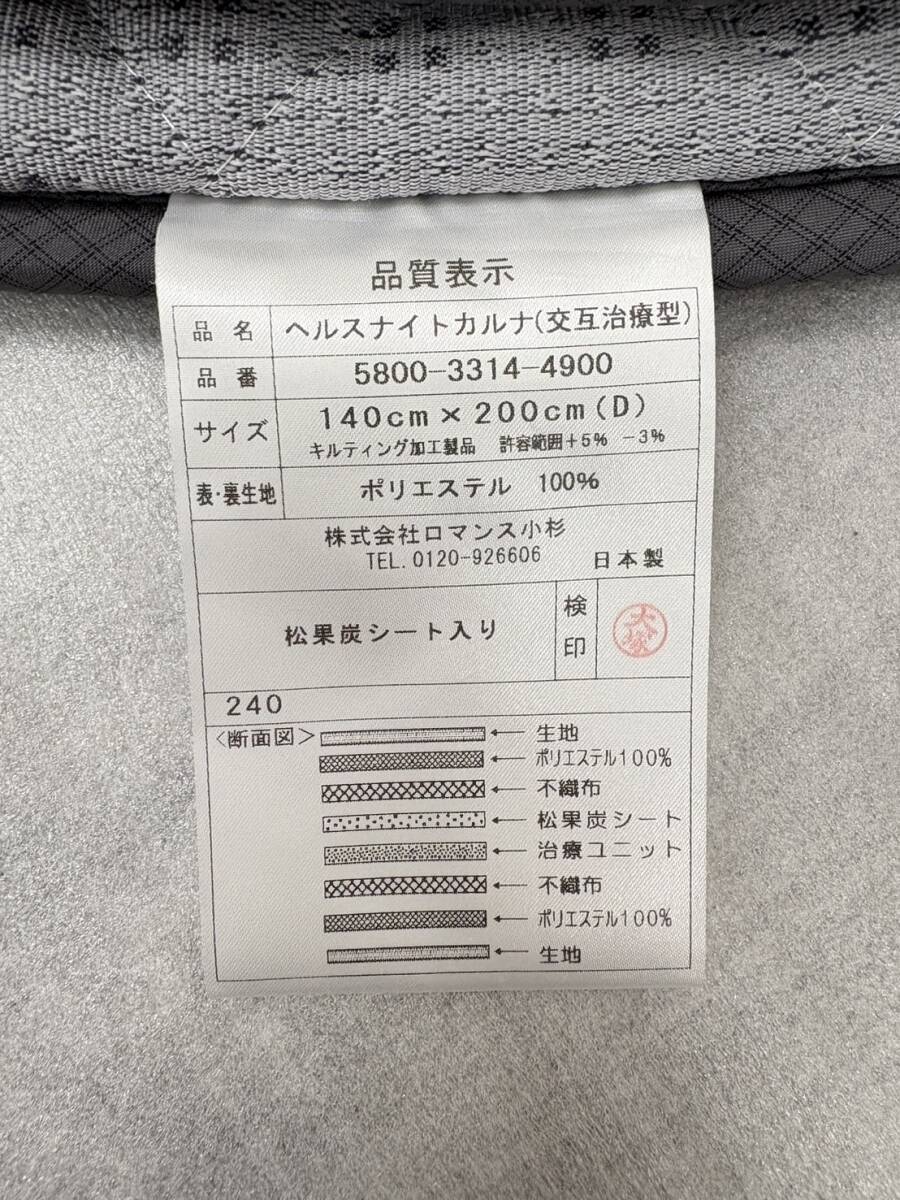 品質表示
品名 ヘルスナイトカルナ(交互治療型)
品番 5800-3314-4900
サイズ 140cm×200cm(D)
キルティング加工製品 許容範囲+5% -3%
表・裏生地 ポリエステル 100%
株式会社ロマンス小杉
TEL.0120-926606 日本製
松果炭シート入り 検印 大塚
240
<断面図> ←生地
←ポリエステル100%
←不織布
←松果炭シート
←治療ユニット
←不織布
←ポリエステル100%
←生地